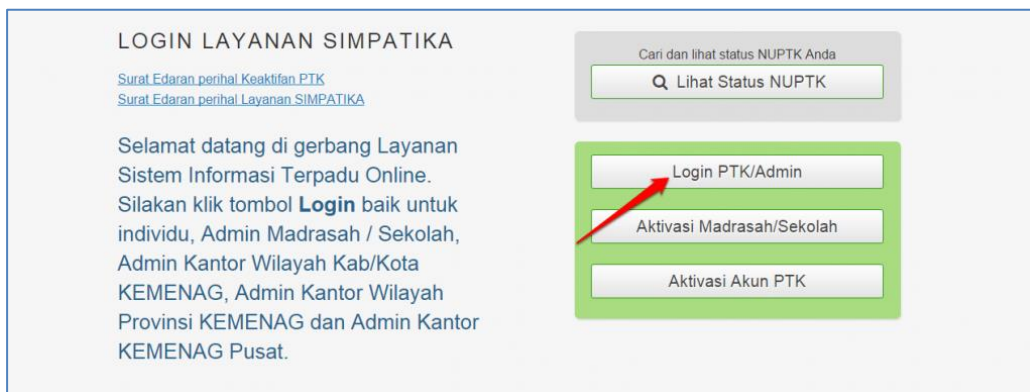 LOGIN LAYANAN SIMPATIKA
Surat Edaran perihal Keaktifan PTK
Surat Edaran perihal Layanan SIMPATIKA
Selamat datang di gerbang Layanan
Sistem Informasi Terpadu Online.
Silakan klik tombol Login baik untuk
individu, Admin Madrasah / Sekolah,
Admin Kantor Wilayah Kab/Kota
KEMENAG, Admin Kantor Wilayah
Provinsi KEMENAG dan Admin Kantor
KEMENAG Pusat.
Cari dan lihat status NUPTK Anda
Lihat Status NUPTK
Login PTK/Admin
Aktivasi Madrasah/Sekolah
Aktivasi Akun PTK